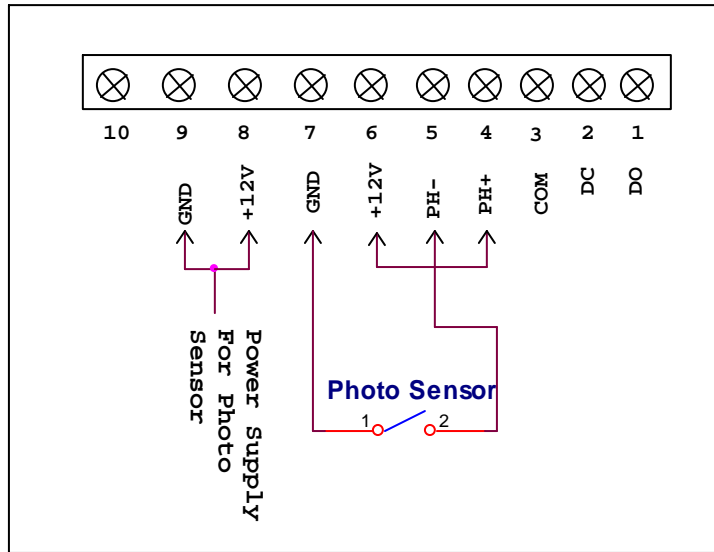 10 9 8 7 6 5 4 3 2 1
GND +12V GND +12V PH- PH+ COM DC DO
Power Supply
For Photo
Sensor
Photo Sensor
1 2